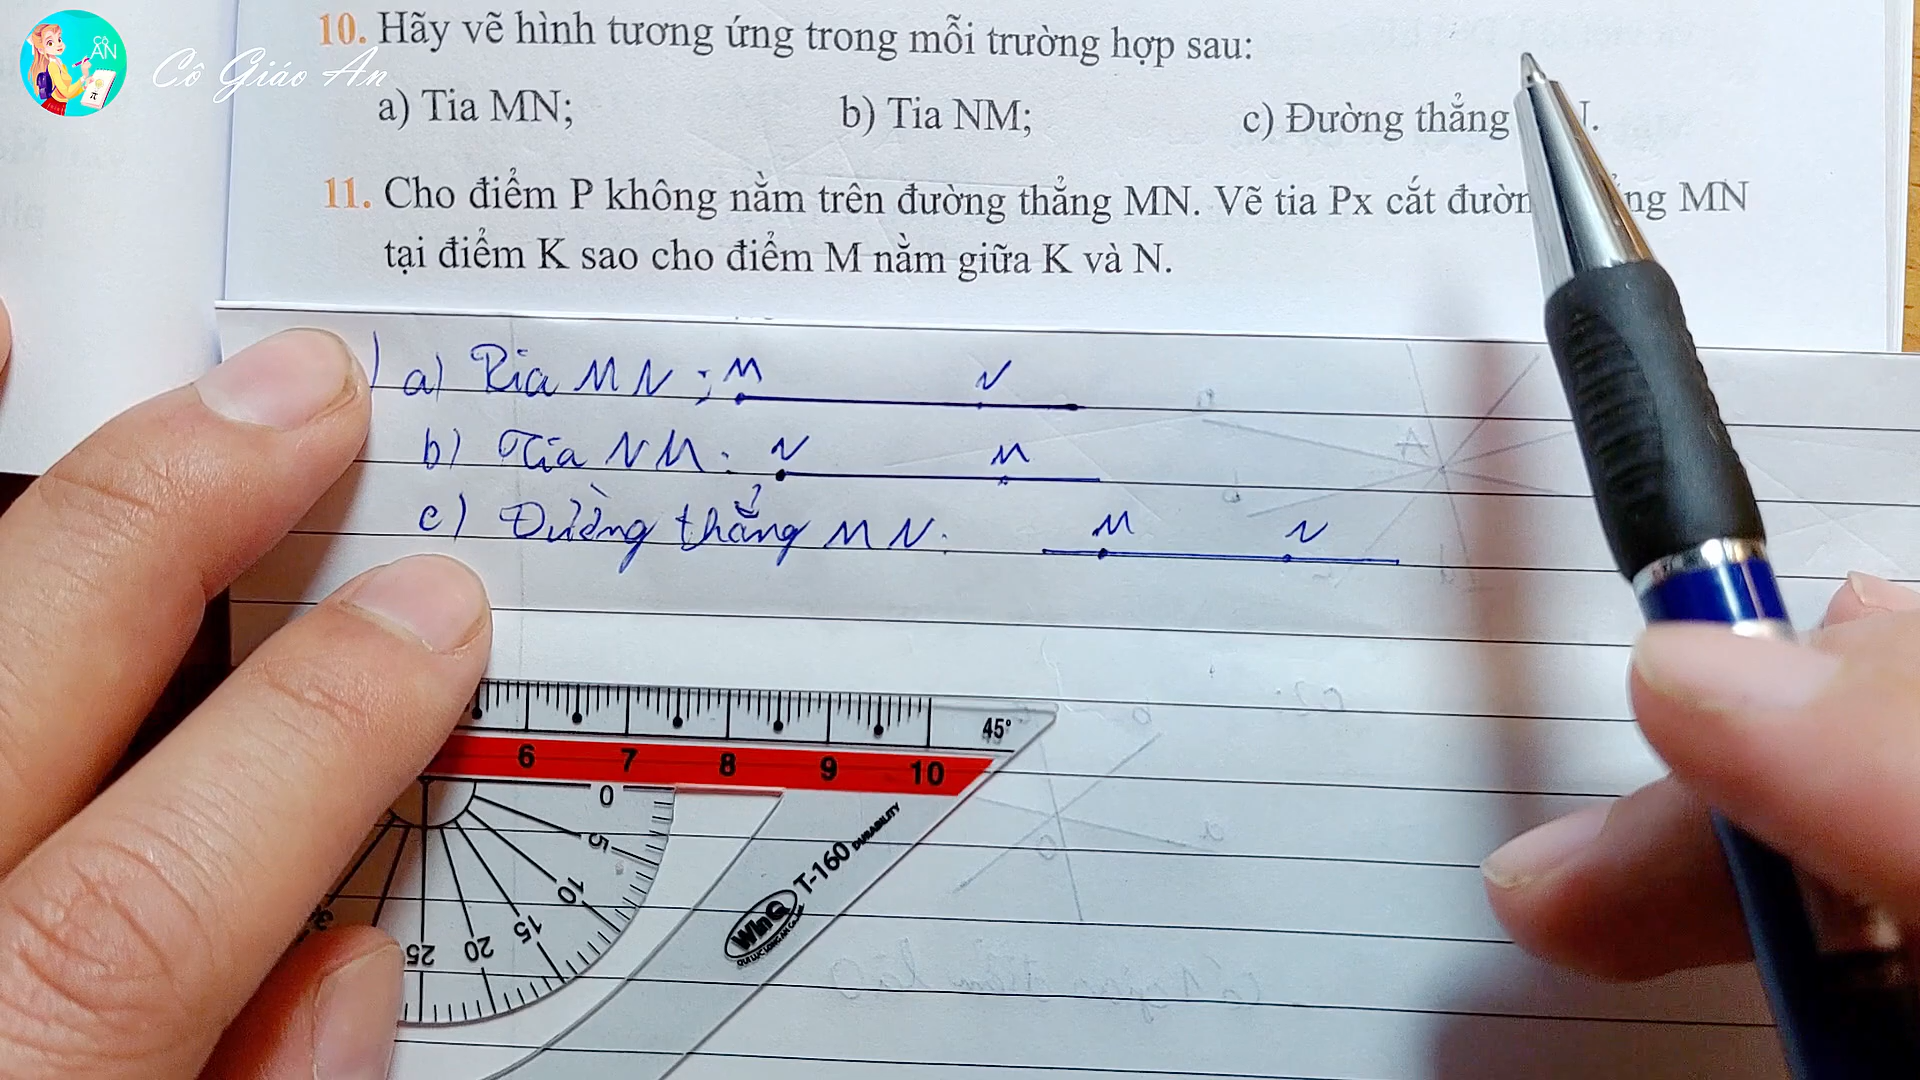 CÔ AN
Cô Giáo An
10. Hãy vẽ hình tương ứng trong mỗi trường hợp sau:
a) Tia MN; b) Tia NM; c) Đường thẳng
11. Cho điểm P không nằm trên đường thẳng MN. Vẽ tia Px cắt MN
tại điểm K sao cho điểm M nằm giữa K và N.
a) Tia MN; M N
b) Tia NM: N M
c) Đường thẳng MN: M N
45°
6 7 8 9 10
0
5
10
15
20
25
WinQ T-160 DURABILITY
A